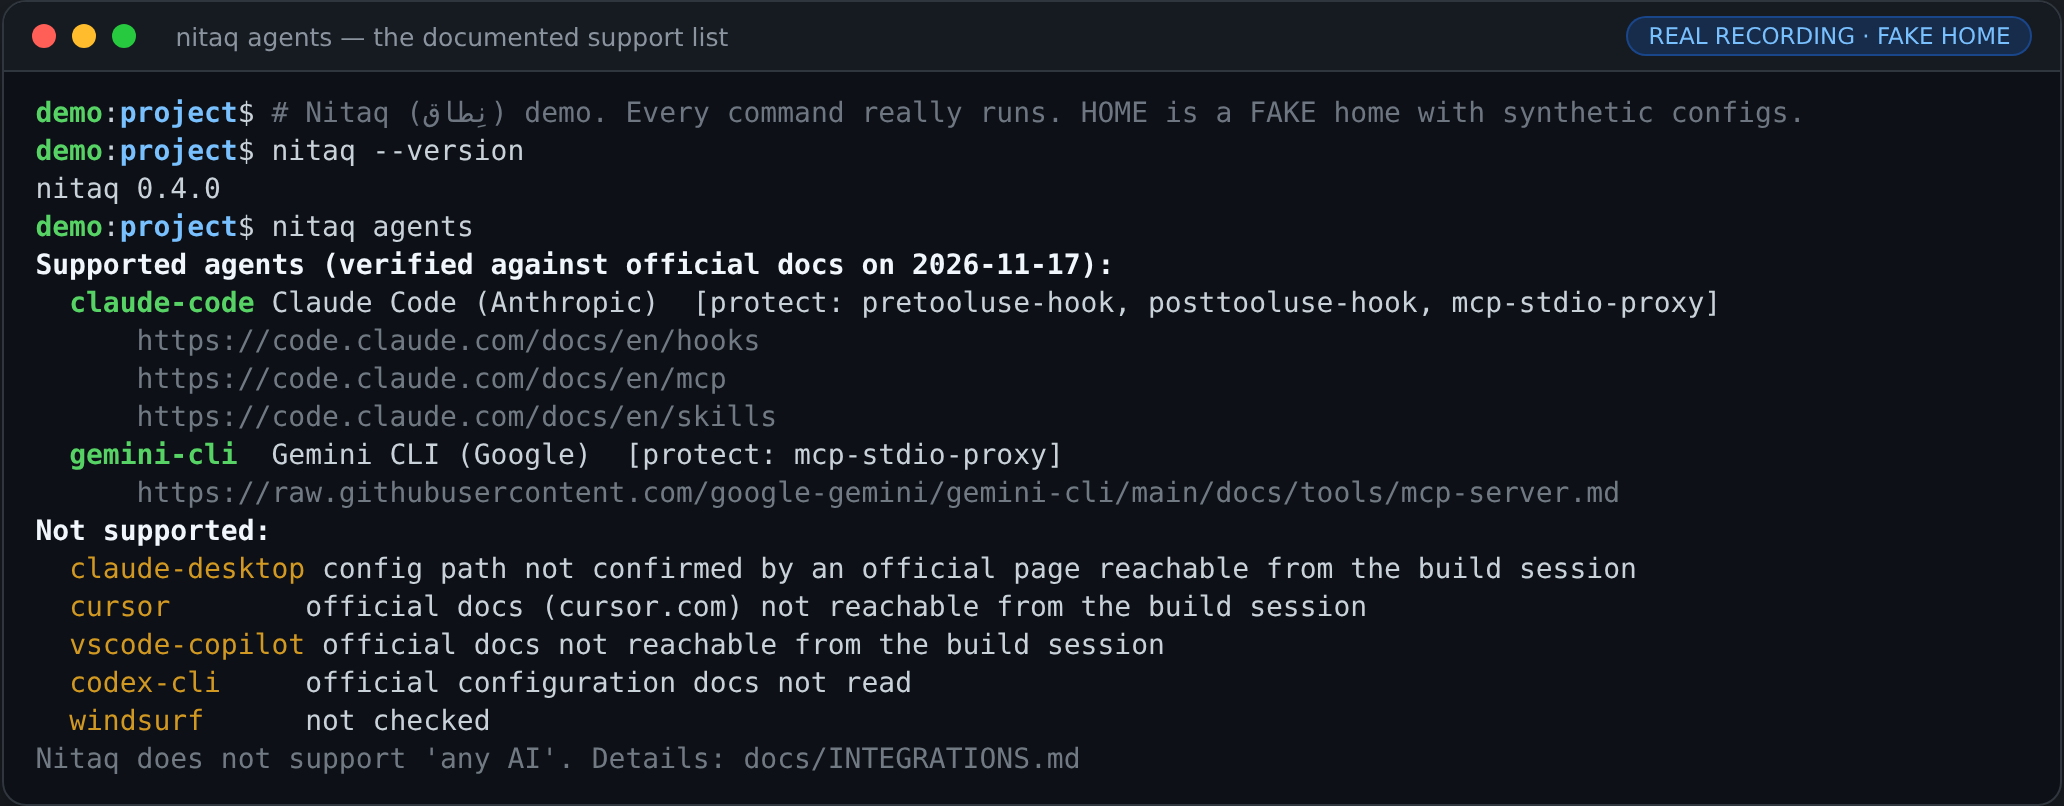 nitaq agents — the documented support list
REAL RECORDING · FAKE HOME
demo:project$ # Nitaq (نِطاق) demo. Every command really runs. HOME is a FAKE home with synthetic configs.
demo:project$ nitaq --version
nitaq 0.4.0
demo:project$ nitaq agents
Supported agents (verified against official docs on 2026-11-17):
claude-code Claude Code (Anthropic)  [protect: pretooluse-hook, posttooluse-hook, mcp-stdio-proxy]
https://code.claude.com/docs/en/hooks
https://code.claude.com/docs/en/mcp
https://code.claude.com/docs/en/skills
gemini-cli  Gemini CLI (Google)  [protect: mcp-stdio-proxy]
https://raw.githubusercontent.com/google-gemini/gemini-cli/main/docs/tools/mcp-server.md
Not supported:
claude-desktop config path not confirmed by an official page reachable from the build session
cursor        official docs (cursor.com) not reachable from the build session
vscode-copilot official docs not reachable from the build session
codex-cli     official configuration docs not read
windsurf      not checked
Nitaq does not support 'any AI'. Details: docs/INTEGRATIONS.md